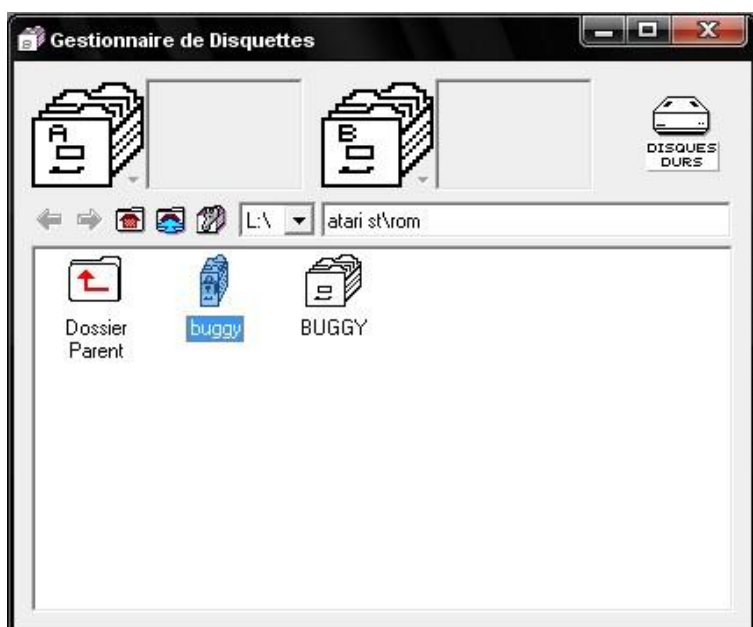 Gestionnaire de Disquettes
A
B
DISQUES
DURS
L:\
atari st\rom
Dossier
Parent
buggy
BUGGY